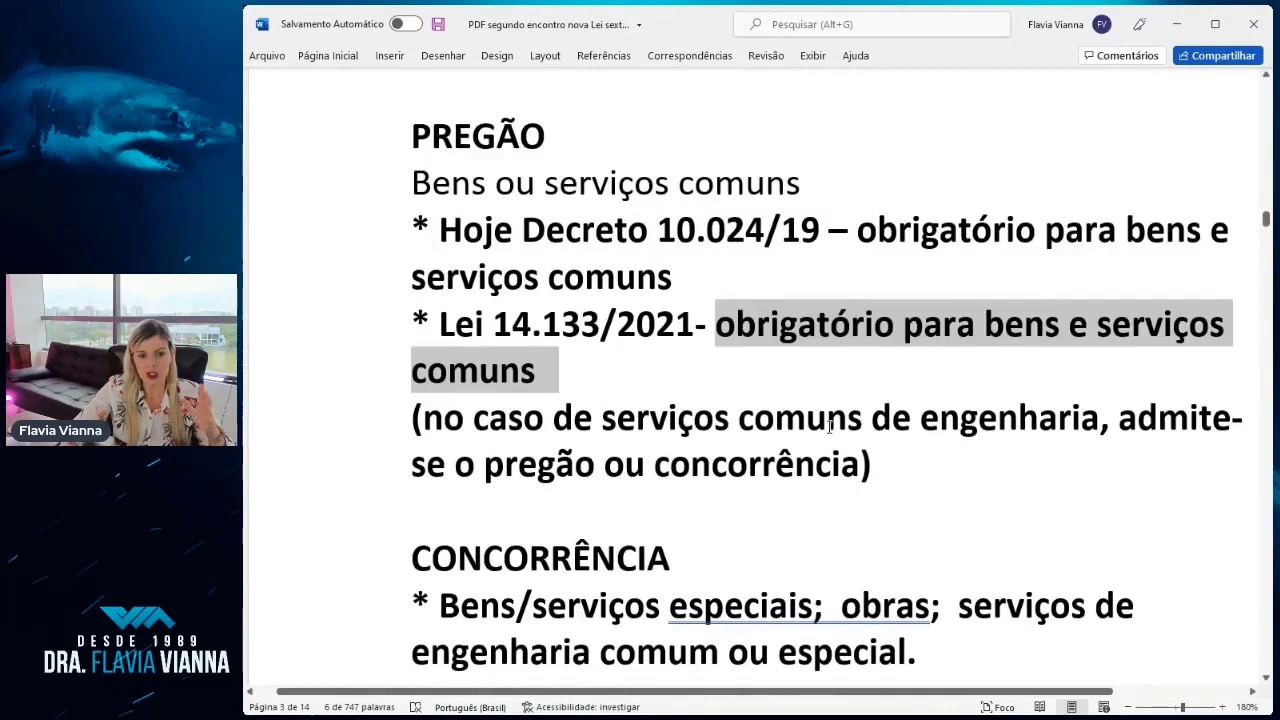 Salvamento Automático
PDF segundo encontro nova Lei sext...
Pesquisar (Alt+G)
Flavia Vianna
FV
Arquivo Página Inicial Inserir Desenhar Design Layout Referências Correspondências Revisão Exibir Ajuda
Comentários
Compartilhar
PREGÃO
Bens ou serviços comuns
* Hoje Decreto 10.024/19 – obrigatório para bens e
serviços comuns
* Lei 14.133/2021- obrigatório para bens e serviços
comuns
(no caso de serviços comuns de engenharia, admite-
se o pregão ou concorrência)
CONCORRÊNCIA
* Bens/serviços especiais;  obras;  serviços de
engenharia comum ou especial.
Flavia Vianna
DESDE 1989
DRA. FLAVIA VIANNA
Página 3 de 14 6 de 747 palavras Português (Brasil) Acessibilidade: investigar
Foco
180%